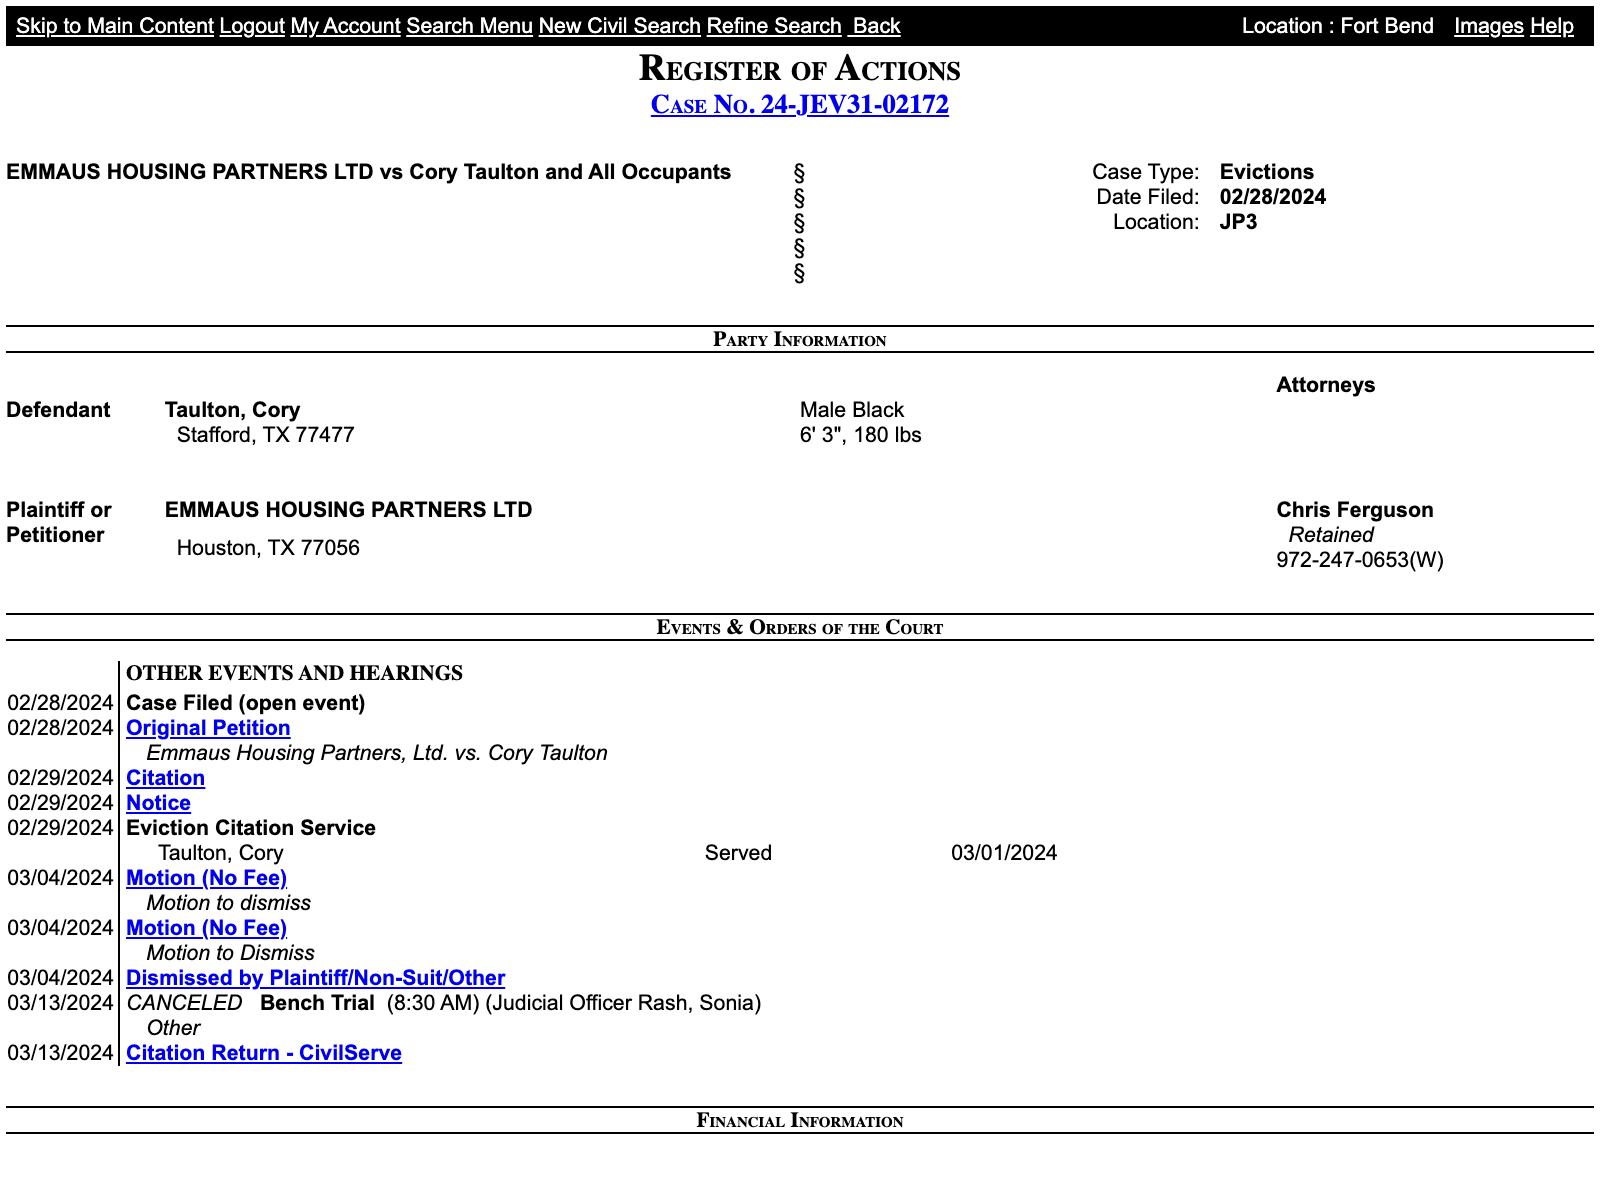 Skip to Main Content Logout My Account Search Menu New Civil Search Refine Search Back Location : Fort Bend Images Help
Register of Actions
Case No. 24-JEV31-02172
EMMAUS HOUSING PARTNERS LTD vs Cory Taulton and All Occupants § Case Type: Evictions
§ Date Filed: 02/28/2024
§ Location: JP3
§
§
Party Information
Attorneys
Defendant Taulton, Cory Male Black
Stafford, TX 77477 6' 3", 180 lbs
Plaintiff or EMMAUS HOUSING PARTNERS LTD Chris Ferguson
Petitioner Retained
Houston, TX 77056
972-247-0653(W)
Events & Orders of the Court
OTHER EVENTS AND HEARINGS
02/28/2024 Case Filed (open event)
02/28/2024 Original Petition
Emmaus Housing Partners, Ltd. vs. Cory Taulton
02/29/2024 Citation
02/29/2024 Notice
02/29/2024 Eviction Citation Service
Taulton, Cory Served 03/01/2024
03/04/2024 Motion (No Fee)
Motion to dismiss
03/04/2024 Motion (No Fee)
Motion to Dismiss
03/04/2024 Dismissed by Plaintiff/Non-Suit/Other
03/13/2024 CANCELED Bench Trial (8:30 AM) (Judicial Officer Rash, Sonia)
Other
03/13/2024 Citation Return - CivilServe
Financial Information